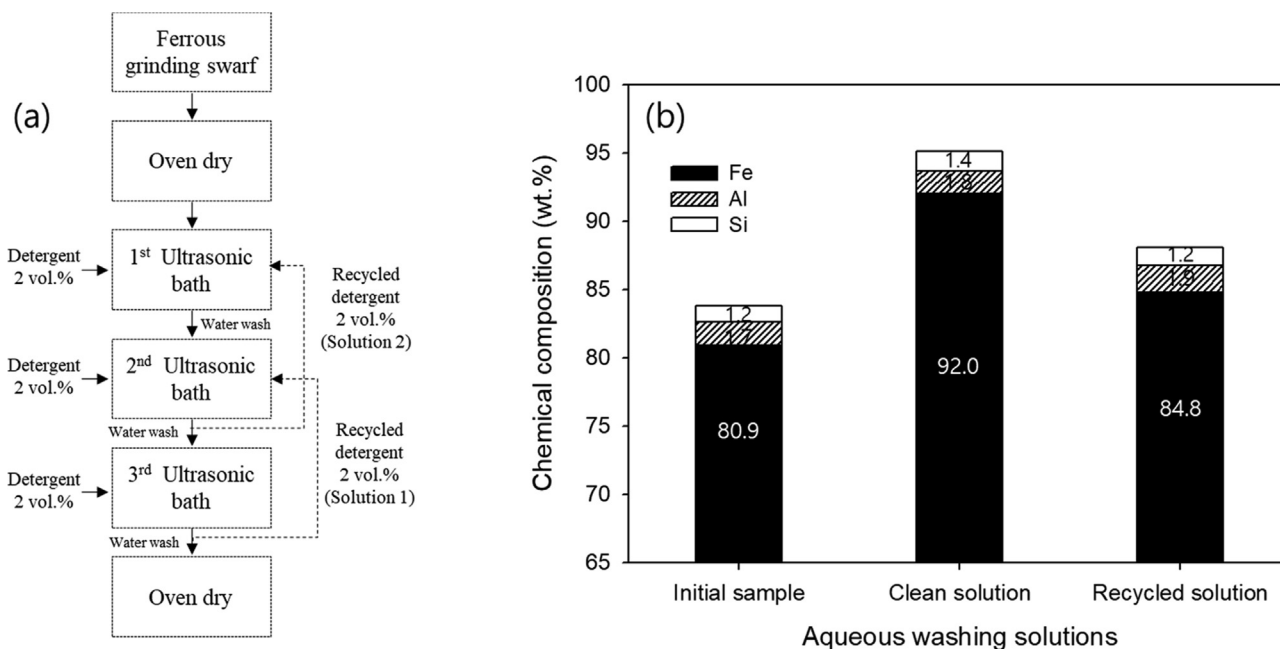 (a)
Ferrous
grinding swarf
Oven dry
Detergent
2 vol.%
1st Ultrasonic
bath
Water wash
Recycled
detergent
2 vol.%
(Solution 2)
Detergent
2 vol.%
2nd Ultrasonic
bath
Water wash
Recycled
detergent
2 vol.%
(Solution 1)
Detergent
2 vol.%
3rd Ultrasonic
bath
Water wash
Oven dry
(b)
Chemical composition (wt.%)
100
95
90
85
80
75
70
65
Fe
Al
Si
1.2
1.7
80.9
1.4
1.8
92.0
1.2
1.9
84.8
Initial sample
Clean solution
Recycled solution
Aqueous washing solutions